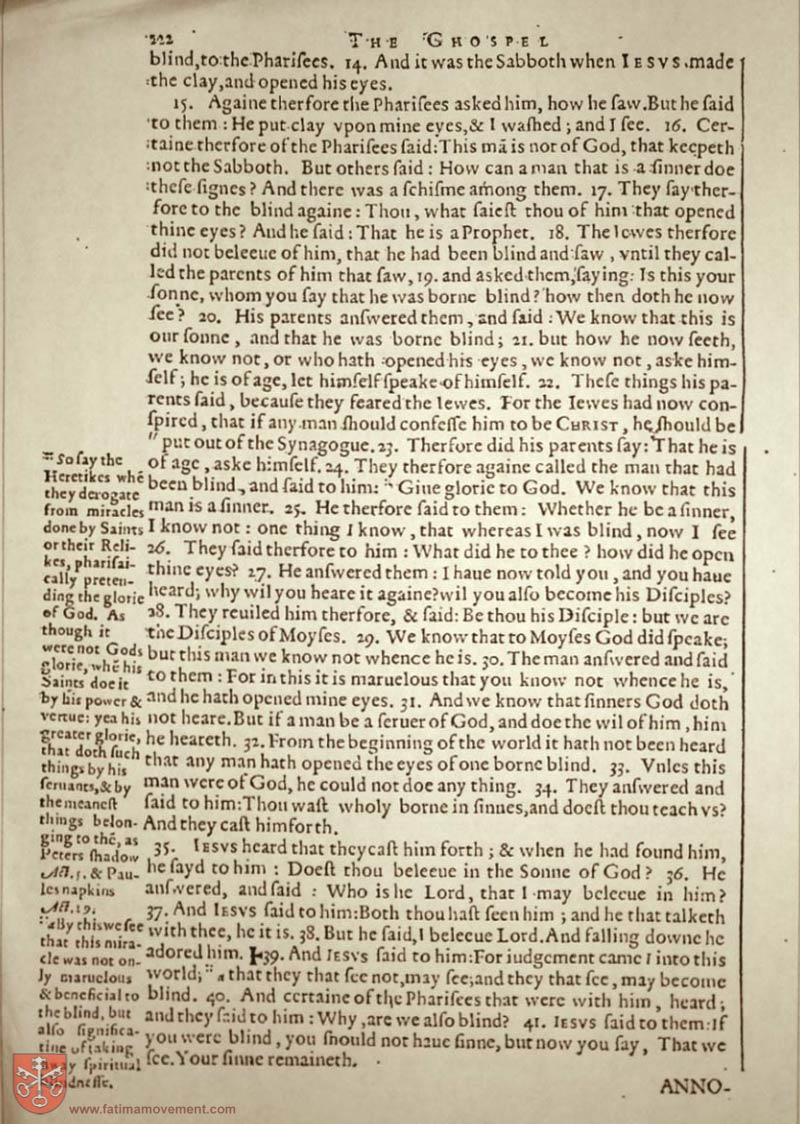 222 THE GHOSPEL
blind, to the Phariſees. 14. And it was the Sabboth when IESVS made
the clay, and opened his eyes.
15. Againe therfore the Phariſees asked him, how he ſaw. But he ſaid
to them : He put clay vpon mine eyes, & I waſhed ; and I ſee. 16. Cer-
taine therfore of the Phariſees ſaid: This mā is not of God, that keepeth
not the Sabboth. But others ſaid : How can a man that is a ſinner doe
theſe ſignes? And there was a ſchiſme among them. 17. They ſay ther-
fore to the blind againe : Thou, what ſaieſt thou of him that opened
thine eyes? And he ſaid : That he is a Prophet. 18. The Iewes therfore
did not beleeue of him, that he had been blind and ſaw , vntil they cal-
led the parents of him that ſaw, 19. and asked them, ſaying: Is this your
ſonne, whom you ſay that he was borne blind? how then doth he now
ſee? 20. His parents anſwered them, and ſaid : We know that this is
our ſonne , and that he was borne blind; 21. but how he now ſeeth,
we know not, or who hath opened his eyes, we know not , aske him-
ſelf; he is of age, let himſelf ſpeake of himſelf. 22. Theſe things his pa-
rents ſaid , becauſe they feared the Iewes. For the Iewes had now con-
ſpired, that if any man ſhould confeſſe him to be CHRIST, he ſhould be
" put out of the Synagogue. 23. Therfore did his parents ſay: That he is
of age , aske himſelf. 24. They therfore againe called the man that had
been blind, and ſaid to him: " Giue glorie to God. We know that this
man is a ſinner. 25. He therfore ſaid to them : Whether he be a ſinner,
I know not : one thing I know, that whereas I was blind, now I ſee
26. They ſaid therfore to him : What did he to thee ? how did he open
thine eyes? 27. He anſwered them : I haue now told you , and you haue
heard; why wil you heare it againe? wil you alſo become his Diſciples?
28. They reuiled him therfore, & ſaid: Be thou his Diſciple : but we are
the Diſciples of Moyſes. 29. We know that to Moyſes God did ſpeake;
but this man we know not whence he is. 30. The man anſwered and ſaid
to them : For in this it is maruelous that you know not whence he is,
and he hath opened mine eyes. 31. And we know that ſinners God doth
not heare. But if a man be a ſeruer of God, and doe the wil of him, him
he heareth. 32. From the beginning of the world it hath not been heard
that any man hath opened the eyes of one borne blind. 33. Vnles this
man were of God, he could not doe any thing. 34. They anſwered and
ſaid to him: Thou waſt wholy borne in ſinnes, and doeſt thou teach vs?
And they caſt him forth.
35. IESVS heard that they caſt him forth ; & when he had found him,
he ſayd to him : Doeſt thou beleeue in the Sonne of God ? 36. He
anſwered, and ſaid : Who is he Lord, that I may beleeue in him?
37. And IESVS ſaid to him: Both thou haſt ſeen him ; and he that talketh
with thee, he it is. 38. But he ſaid, I beleeue Lord. And falling downe he
adored him. 39. And IESVS ſaid to him: For iudgement came I into this
world; " that they that ſee not, may ſee; and they that ſee, may become
blind. 40. And certaine of the Phariſees that were with him, heard;
and they ſaid to him : Why, are we alſo blind? 41. IESVS ſaid to them: If
you were blind, you ſhould not haue ſinne, but now you ſay, That we
ſee. Your ſinne remaineth.
ANNO-
" So ſay the
Heretikes whē
they derogate
from miracles
done by Saints
or their Reli-
kes, phariſai-
cally preten-
ding the glorie
of God. As
though it
were not Gods
glorie, whē his
Saints doe it
by his power &
vertue: yea his
greater glorie,
that doth ſuch
things by his
ſeruants, & by
the meaneſt
things belon-
ging to thē, as
Peters ſhadow
Act. 5. & Pau-
les napkins
Act. 19.
" By this we ſee
that this mira-
cle was not on-
ly maruelous
& beneficial to
the blind, but
alſo ſignifica-
tiue of taking
away ſpiritual
blindneſſe.
www.fatimamovement.com